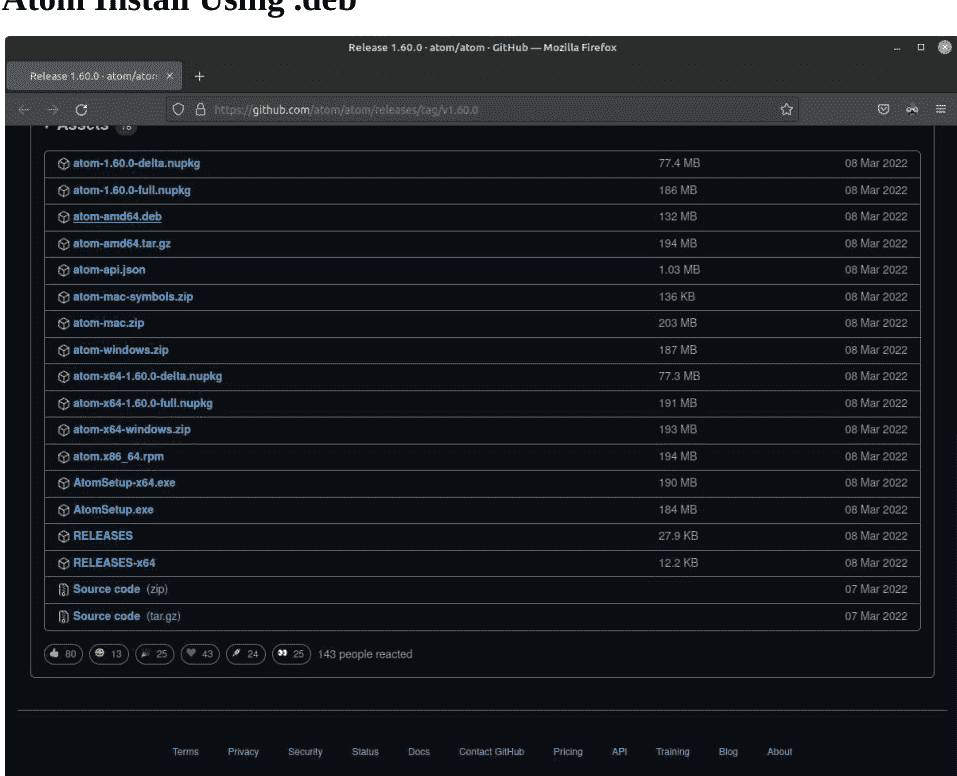 Atom Install Using .deb
Release 1.60.0 · atom/atom · GitHub — Mozilla Firefox
Release 1.60.0 · atom/aton
https://github.com/atom/atom/releases/tag/v1.60.0
Assets 18
atom-1.60.0-delta.nupkg 77.4 MB 08 Mar 2022
atom-1.60.0-full.nupkg 186 MB 08 Mar 2022
atom-amd64.deb 132 MB 08 Mar 2022
atom-amd64.tar.gz 194 MB 08 Mar 2022
atom-api.json 1.03 MB 08 Mar 2022
atom-mac-symbols.zip 136 KB 08 Mar 2022
atom-mac.zip 203 MB 08 Mar 2022
atom-windows.zip 187 MB 08 Mar 2022
atom-x64-1.60.0-delta.nupkg 77.3 MB 08 Mar 2022
atom-x64-1.60.0-full.nupkg 191 MB 08 Mar 2022
atom-x64-windows.zip 193 MB 08 Mar 2022
atom.x86_64.rpm 194 MB 08 Mar 2022
AtomSetup-x64.exe 190 MB 08 Mar 2022
AtomSetup.exe 184 MB 08 Mar 2022
RELEASES 27.9 KB 08 Mar 2022
RELEASES-x64 12.2 KB 08 Mar 2022
Source code (zip) 07 Mar 2022
Source code (tar.gz) 07 Mar 2022
80 13 25 43 24 25 143 people reacted
Terms Privacy Security Status Docs Contact GitHub Pricing API Training Blog About